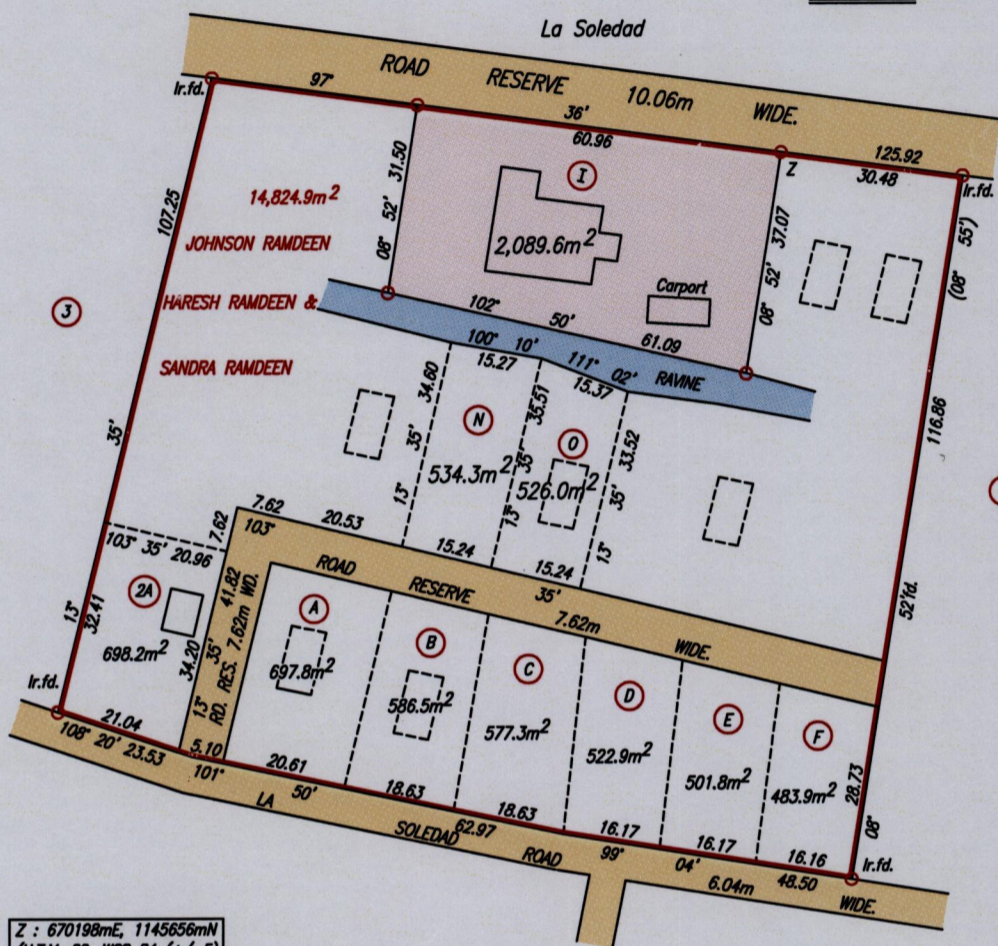 La Soledad
ROAD RESERVE 10.06m WIDE.
Ir.fd.
97° 36' 125.92
60.96
30.48
Z
Ir.fd.
107.25
31.50
08° 52'
I
2,089.6m²
Carport
37.07
08° 52'
55')
(08°
14,824.9m²
JOHNSON RAMDEEN
HARESH RAMDEEN &
SANDRA RAMDEEN
3
102° 50' 61.09
100° 10' 111° 02' RAVINE
15.27 15.37
34.60
13° 35'
35.51
13° 35'
33.52
13° 35'
N
534.3m²
O
526.0m²
116.86
35'
7.62
7.62 20.53 15.24 15.24
103° 35'
ROAD RESERVE 7.62m WIDE.
103° 35' 20.96
2A
698.2m²
13°
32.41
34.20
13° 35' 41.82
RD. RES. 7.62m WD.
A
697.8m²
B
586.5m²
C
577.3m²
D
522.9m²
E
501.8m²
F
483.9m²
52'fd.
28.73
08°
Ir.fd.
21.04
108° 20' 23.53
5.10
20.61 18.63 18.63 16.17 16.17 16.16
101° 50' 62.97
99° 04' 48.50
Ir.fd.
LA SOLEDAD ROAD 6.04m WIDE.
Z : 670198mE, 1145656mN